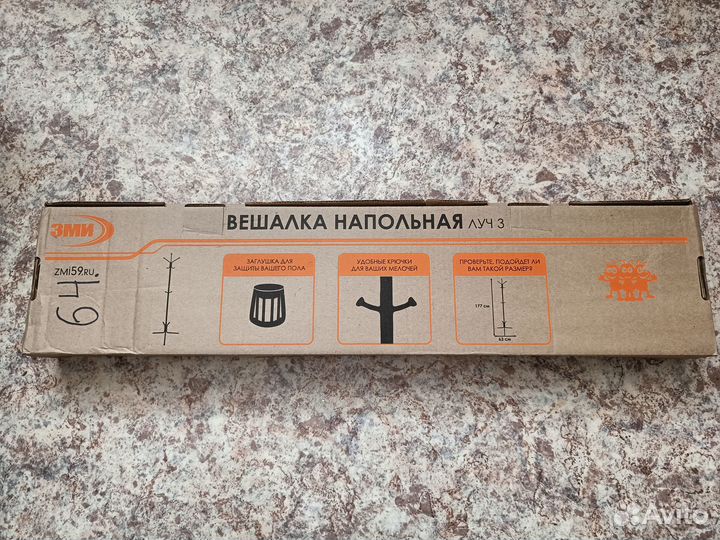 ЗМИ
ВЕШАЛКА НАПОЛЬНАЯ ЛУЧ 3
ZMI59.RU
64.
ЗАГЛУШКА ДЛЯ
ЗАЩИТЫ ВАШЕГО ПОЛА
УДОБНЫЕ КРЮЧКИ
ДЛЯ ВАШИХ МЕЛОЧЕЙ
ПРОВЕРЬТЕ, ПОДОЙДЕТ ЛИ
ВАМ ТАКОЙ РАЗМЕР?
177 см
63 см
Avito